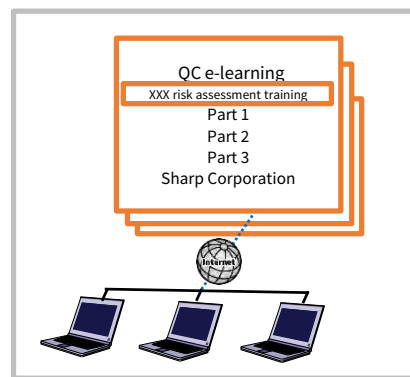 QC e-learning
XXX risk assessment training
Part 1
Part 2
Part 3
Sharp Corporation
Internet